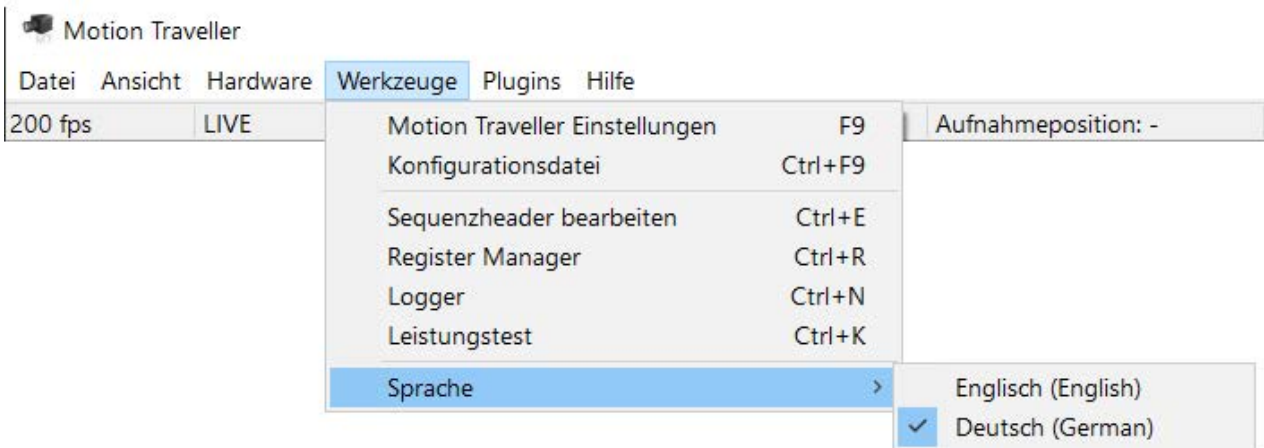 Motion Traveller
Datei Ansicht Hardware Werkzeuge Plugins Hilfe
200 fps LIVE Aufnahmeposition: -
Motion Traveller Einstellungen F9
Konfigurationsdatei Ctrl+F9
Sequenzheader bearbeiten Ctrl+E
Register Manager Ctrl+R
Logger Ctrl+N
Leistungstest Ctrl+K
Sprache >
Englisch (English)
✓ Deutsch (German)